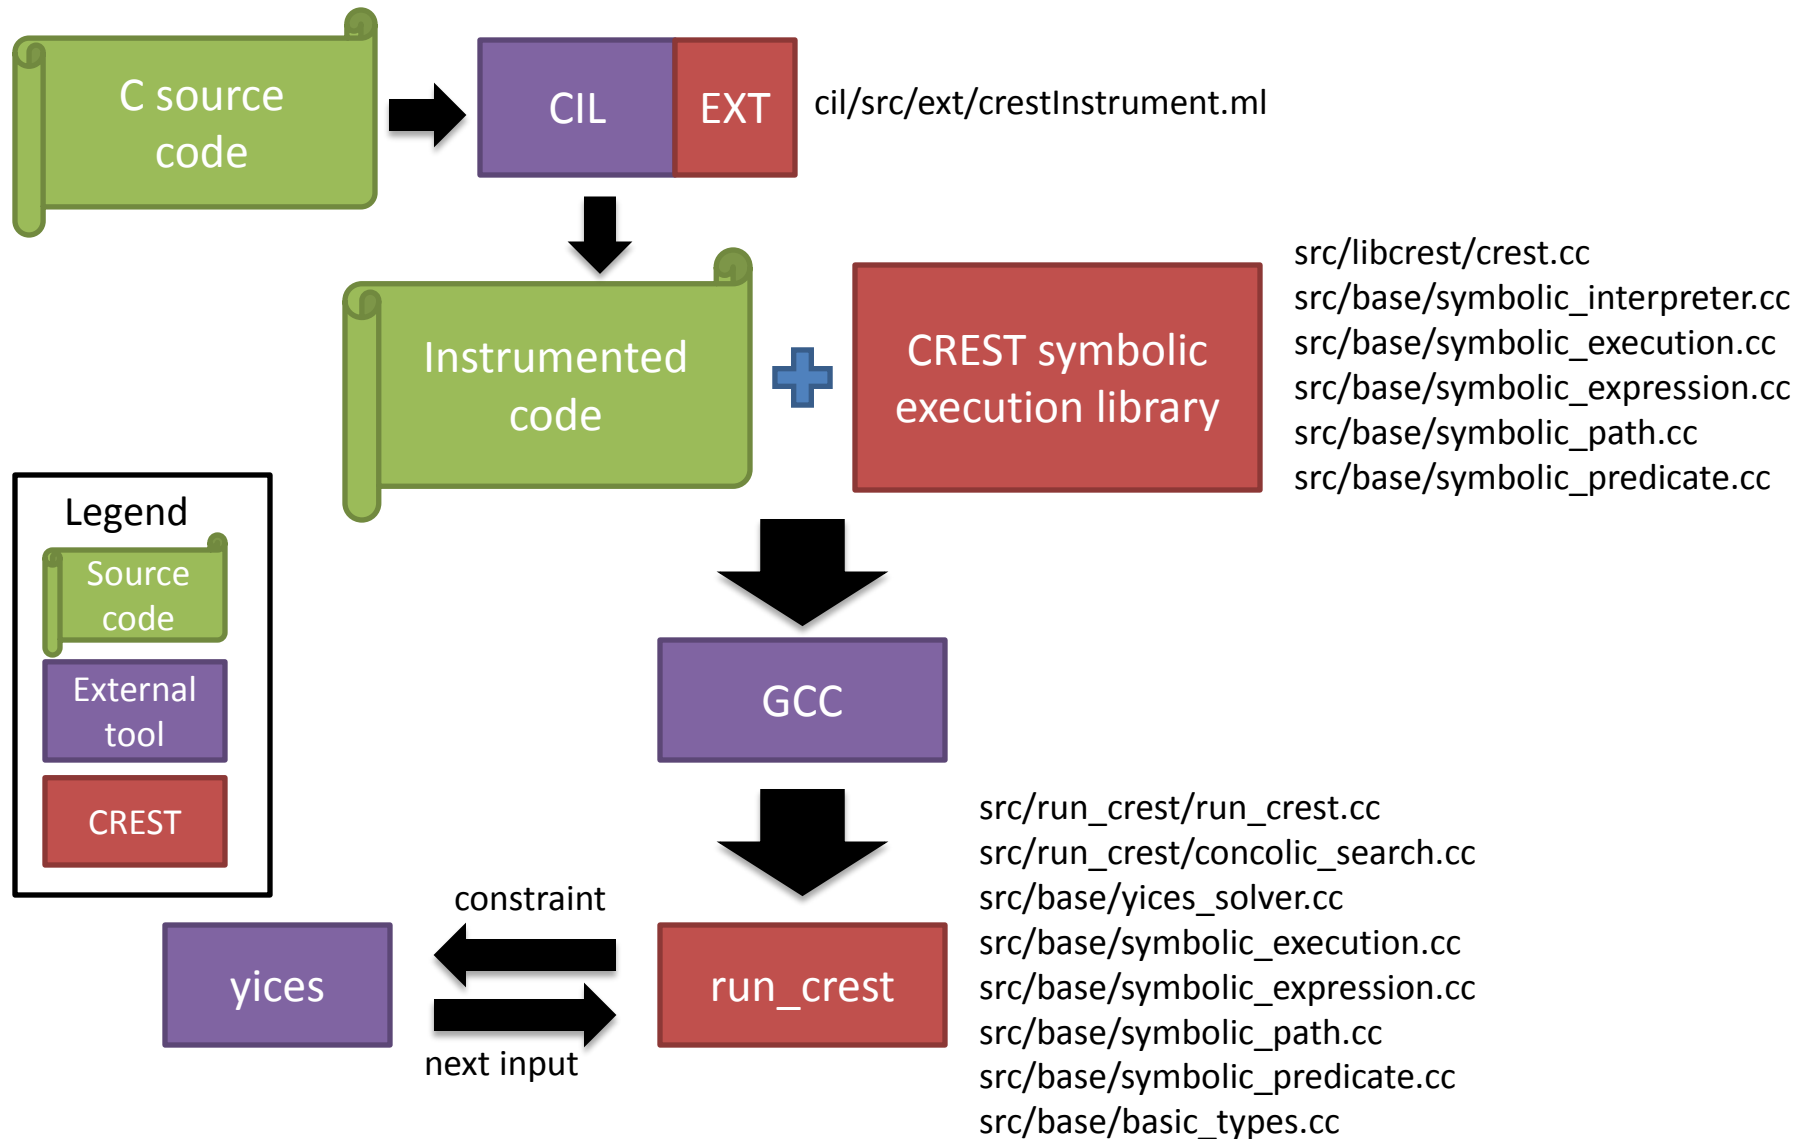 C source
code
CIL
EXT
cil/src/ext/crestInstrument.ml
Instrumented
code
CREST symbolic
execution library
src/libcrest/crest.cc
src/base/symbolic_interpreter.cc
src/base/symbolic_execution.cc
src/base/symbolic_expression.cc
src/base/symbolic_path.cc
src/base/symbolic_predicate.cc
Legend
Source
code
External
tool
CREST
GCC
constraint
yices
next input
run_crest
src/run_crest/run_crest.cc
src/run_crest/concolic_search.cc
src/base/yices_solver.cc
src/base/symbolic_execution.cc
src/base/symbolic_expression.cc
src/base/symbolic_path.cc
src/base/symbolic_predicate.cc
src/base/basic_types.cc